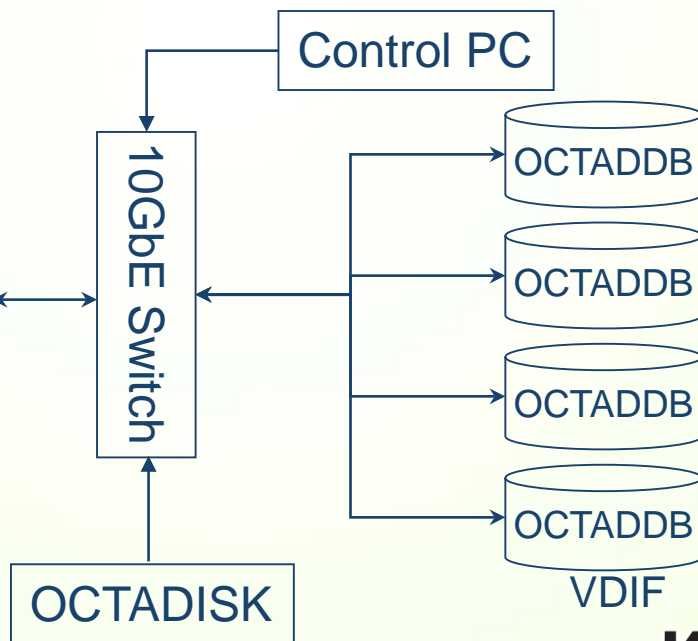 Control PC
10GbE Switch
OCTADDB
OCTADDB
OCTADDB
OCTADDB
VDIF
OCTADISK